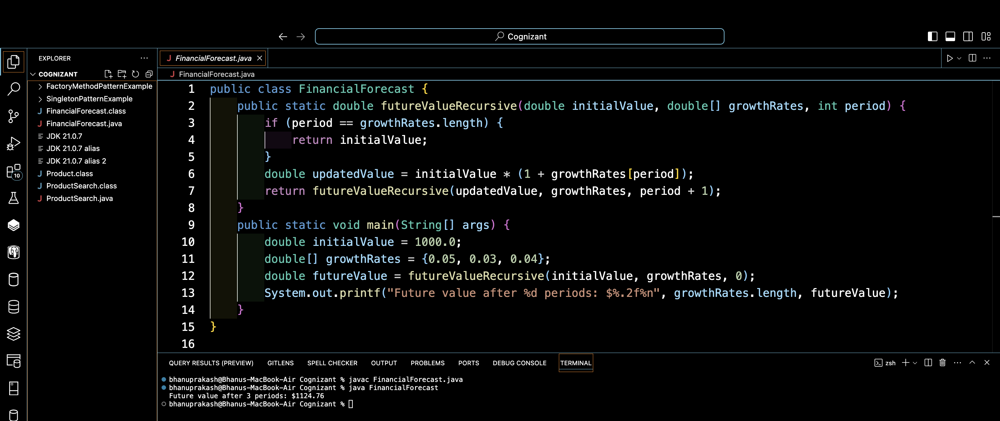 Cognizant
EXPLORER
COGNIZANT
FactoryMethodPatternExample
SingletonPatternExample
J FinancialForecast.class
J FinancialForecast.java
JDK 21.0.7
JDK 21.0.7 alias
JDK 21.0.7 alias 2
J Product.class
J ProductSearch.class
J ProductSearch.java
10
J FinancialForecast.java
J FinancialForecast.java
1 public class FinancialForecast {
2 public static double futureValueRecursive(double initialValue, double[] growthRates, int period) {
3 if (period == growthRates.length) {
4 return initialValue;
5 }
6 double updatedValue = initialValue * (1 + growthRates[period]);
7 return futureValueRecursive(updatedValue, growthRates, period + 1);
8 }
9 public static void main(String[] args) {
10 double initialValue = 1000.0;
11 double[] growthRates = {0.05, 0.03, 0.04};
12 double futureValue = futureValueRecursive(initialValue, growthRates, 0);
13 System.out.printf("Future value after %d periods: $%.2f%n", growthRates.length, futureValue);
14 }
15 }
16
QUERY RESULTS (PREVIEW) GITLENS SPELL CHECKER OUTPUT PROBLEMS PORTS DEBUG CONSOLE TERMINAL zsh
bhanuprakash@Bhanus-MacBook-Air Cognizant % javac FinancialForecast.java
bhanuprakash@Bhanus-MacBook-Air Cognizant % java FinancialForecast
Future value after 3 periods: $1124.76
bhanuprakash@Bhanus-MacBook-Air Cognizant %